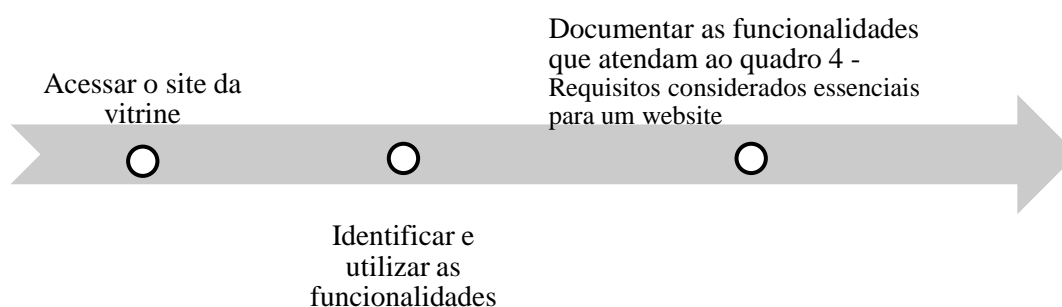 Acessar o site da
vitrine
Identificar e
utilizar as
funcionalidades
Documentar as funcionalidades
que atendam ao quadro 4 -
Requisitos considerados essenciais
para um website